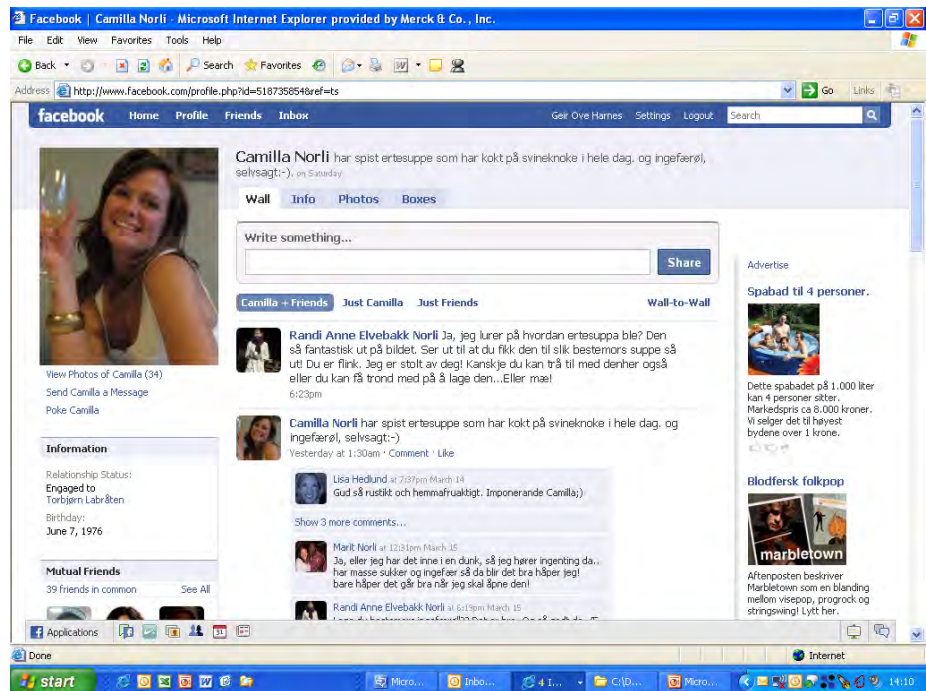 Facebook | Camilla Norli - Microsoft Internet Explorer provided by Merck & Co., Inc.
File Edit View Favorites Tools Help
Back Search Favorites
Address http://www.facebook.com/profile.php?id=518735854&ref=ts Go Links
facebook Home Profile Friends Inbox Geir Ove Harnes Settings Logout Search
Camilla Norli har spist ertesuppe som har kokt på svineknoke i hele dag. og ingefærøl,
selvsagt:-). on Saturday
Wall Info Photos Boxes
Write something...
Share
Camilla + Friends Just Camilla Just Friends Wall-to-Wall
Randi Anne Elvebakk Norli Ja, jeg lurer på hvordan ertesuppa ble? Den
så fantastisk ut på bildet. Ser ut til at du fikk den til slik bestemors suppe så
ut! Du er flink. Jeg er stolt av deg! Kanskje du kan trå til med denher også
eller du kan få trond med på å lage den...Eller mæ!
6:23pm
Camilla Norli har spist ertesuppe som har kokt på svineknoke i hele dag. og
ingefærøl, selvsagt:-)
Yesterday at 1:30am · Comment · Like
Lisa Hedlund at 7:37pm March 14
Gud så rustikt och hemmafruaktigt. Imponerande Camilla;)
Show 3 more comments...
Marit Norli at 12:31pm March 15
Ja, eller jeg har det inne i en dunk, så jeg hører ingenting da..
har masse sukker og ingefær så da blir det bra håper jeg!
bare håper det går bra når jeg skal åpne den!
Randi Anne Elvebakk Norli at 6:19pm March 15
View Photos of Camilla (34)
Send Camilla a Message
Poke Camilla
Information
Relationship Status:
Engaged to
Torbjørn Labråten
Birthday:
June 7, 1976
Mutual Friends
39 friends in common See All
Advertise
Spabad til 4 personer.
Dette spabadet på 1.000 liter
kan 4 personer sitter.
Markedspris ca 8.000 kroner.
Vi selger det til høyest
bydene over 1 krone.
Blodfersk folkpop
marbletown
Aftenposten beskriver
Marbletown som en blanding
mellom visepop, progrock og
stringswing! Lytt her.
Applications
Done Internet
start Micro... Inbo... 4 I... C:\D... Micro... 14:10